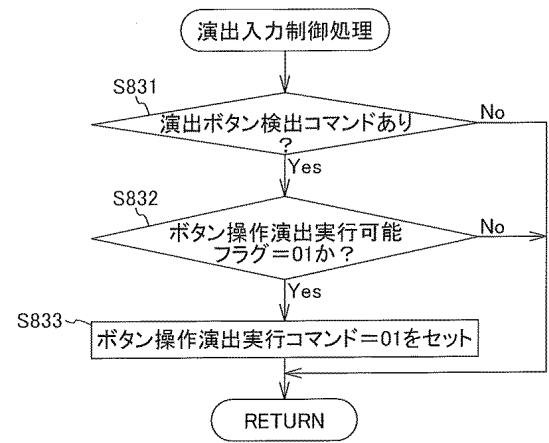 演出入力制御処理
S831
演出ボタン検出コマンドあり
?
No
Yes
S832
ボタン操作演出実行可能
フラグ=01か?
No
Yes
S833
ボタン操作演出実行コマンド=01をセット
RETURN